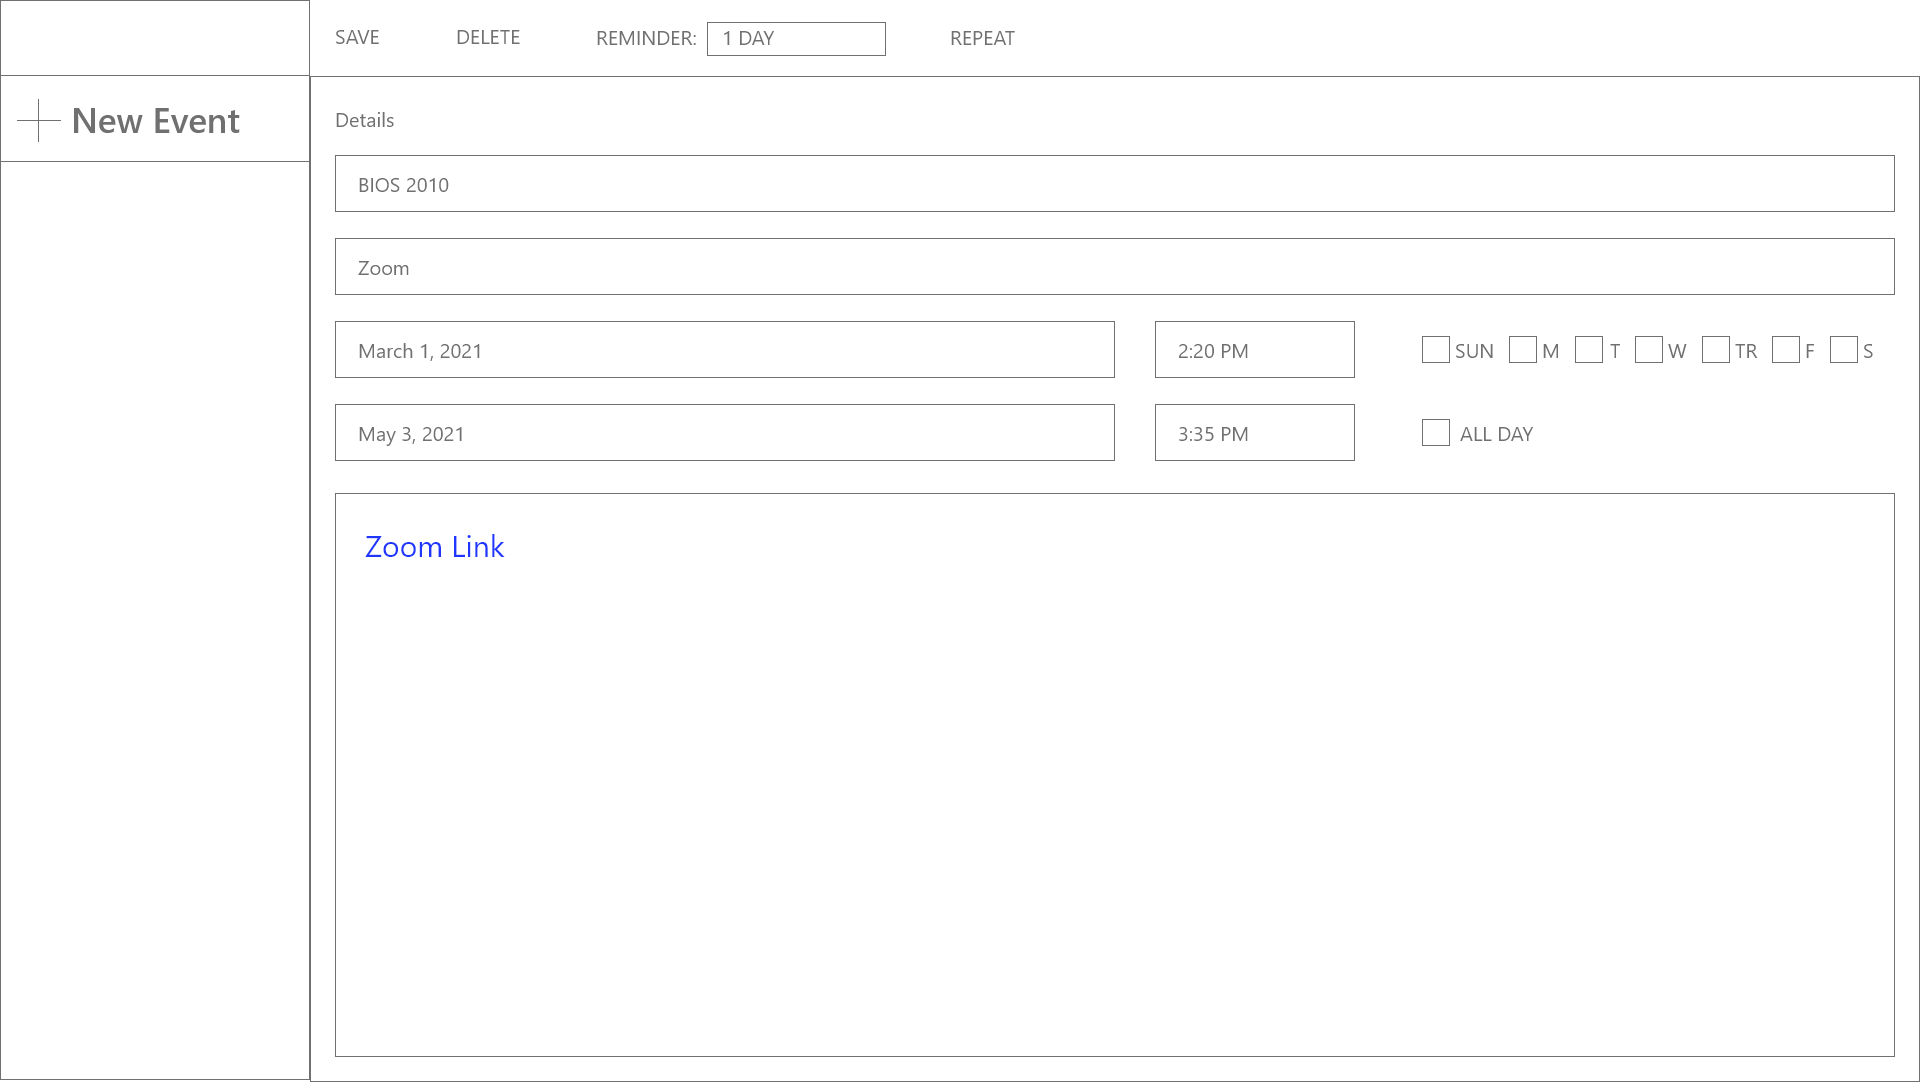 SAVE DELETE REMINDER: 1 DAY REPEAT
New Event
Details
BIOS 2010
Zoom
March 1, 2021 2:20 PM SUN M T W TR F S
May 3, 2021 3:35 PM ALL DAY
Zoom Link